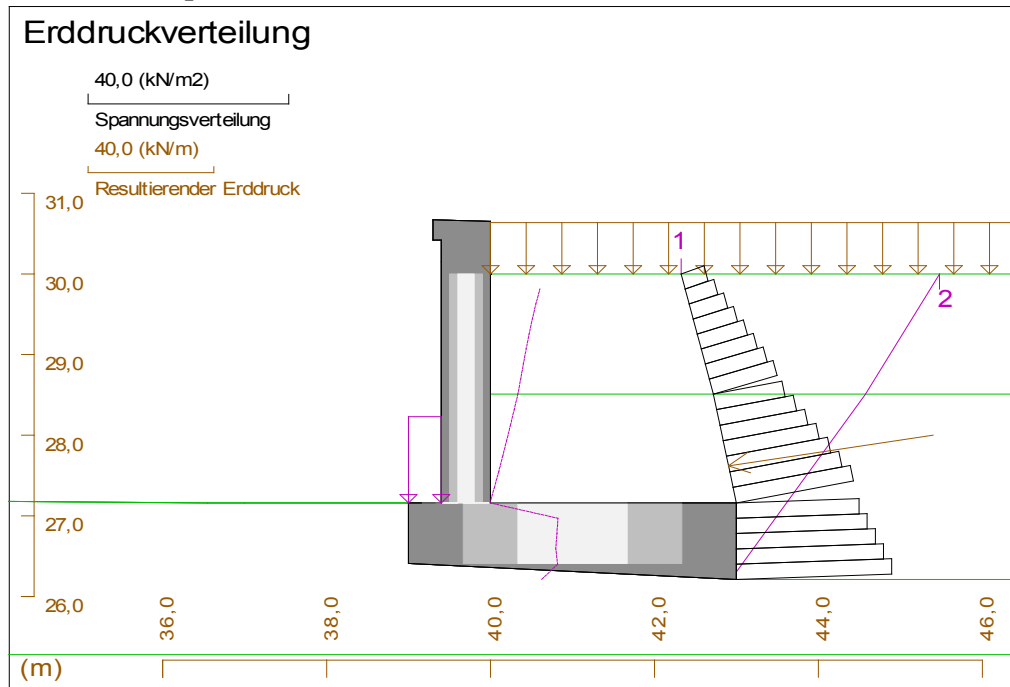 Erddruckverteilung
40,0 (kN/m2)
Spannungsverteilung
40,0 (kN/m)
Resultierender Erddruck
31,0
30,0
29,0
28,0
27,0
26,0
1
2
36,0
38,0
40,0
42,0
44,0
46,0
(m)